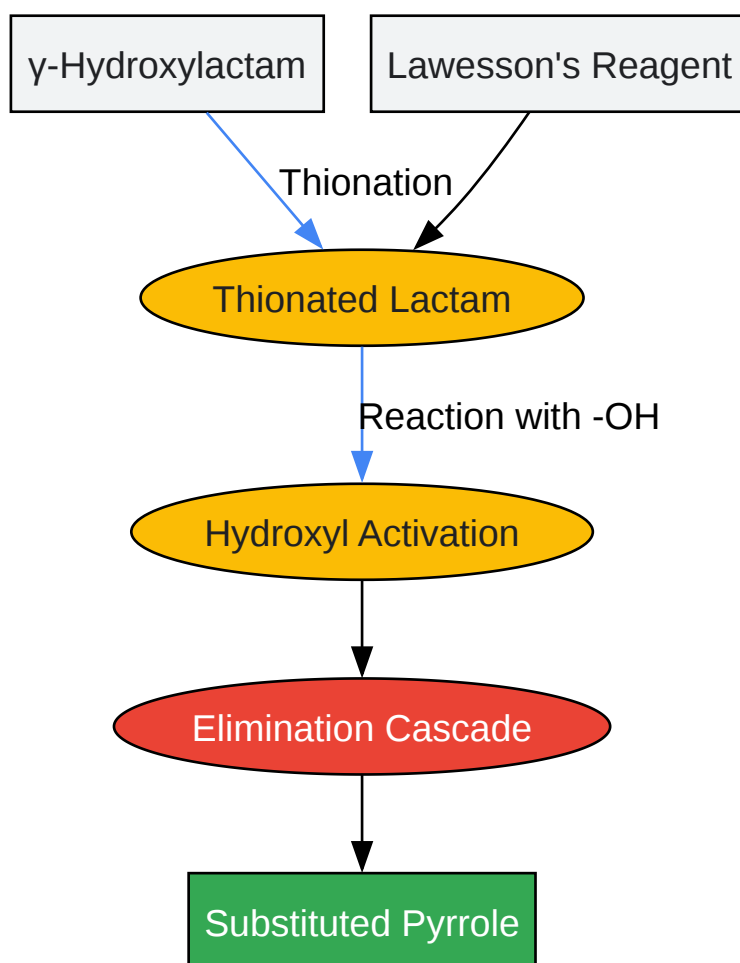 γ-Hydroxylactam
Lawesson's Reagent
Thionation
Thionated Lactam
Reaction with -OH
Hydroxyl Activation
Elimination Cascade
Substituted Pyrrole